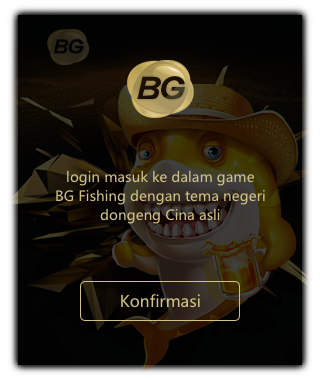 BG
BG
login masuk ke dalam game
BG Fishing dengan tema negeri
dongeng Cina asli
Konfirmasi